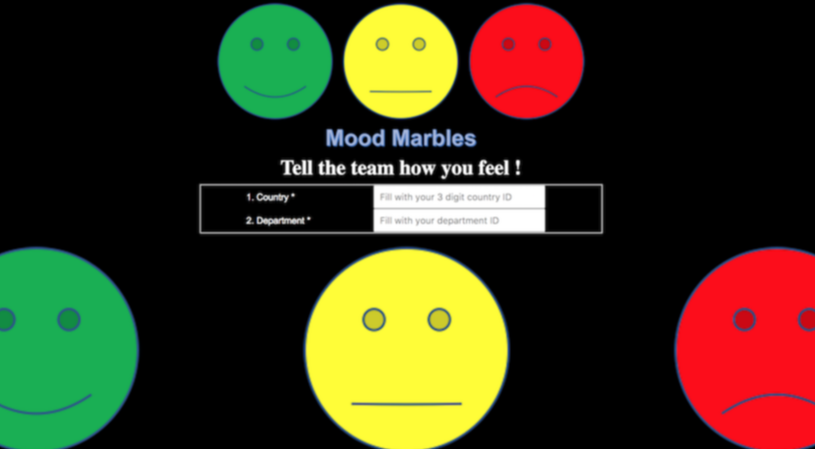 Mood Marbles
Tell the team how you feel !
1. Country * Fill with your 3 digit country ID
2. Department * Fill with your department ID